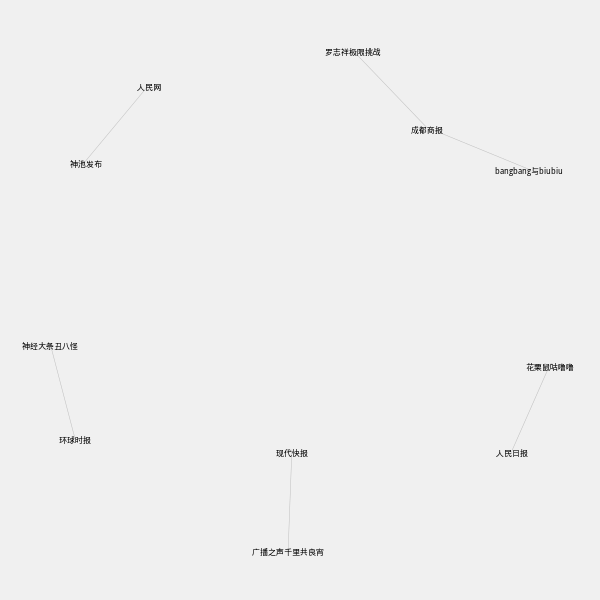 罗志祥极限挑战
人民网
成都商报
神池发布
bangbang与biubiu
神经大条丑八怪
花栗鼠咕噜噜
环球时报
现代快报
人民日报
广播之声千里共良宵